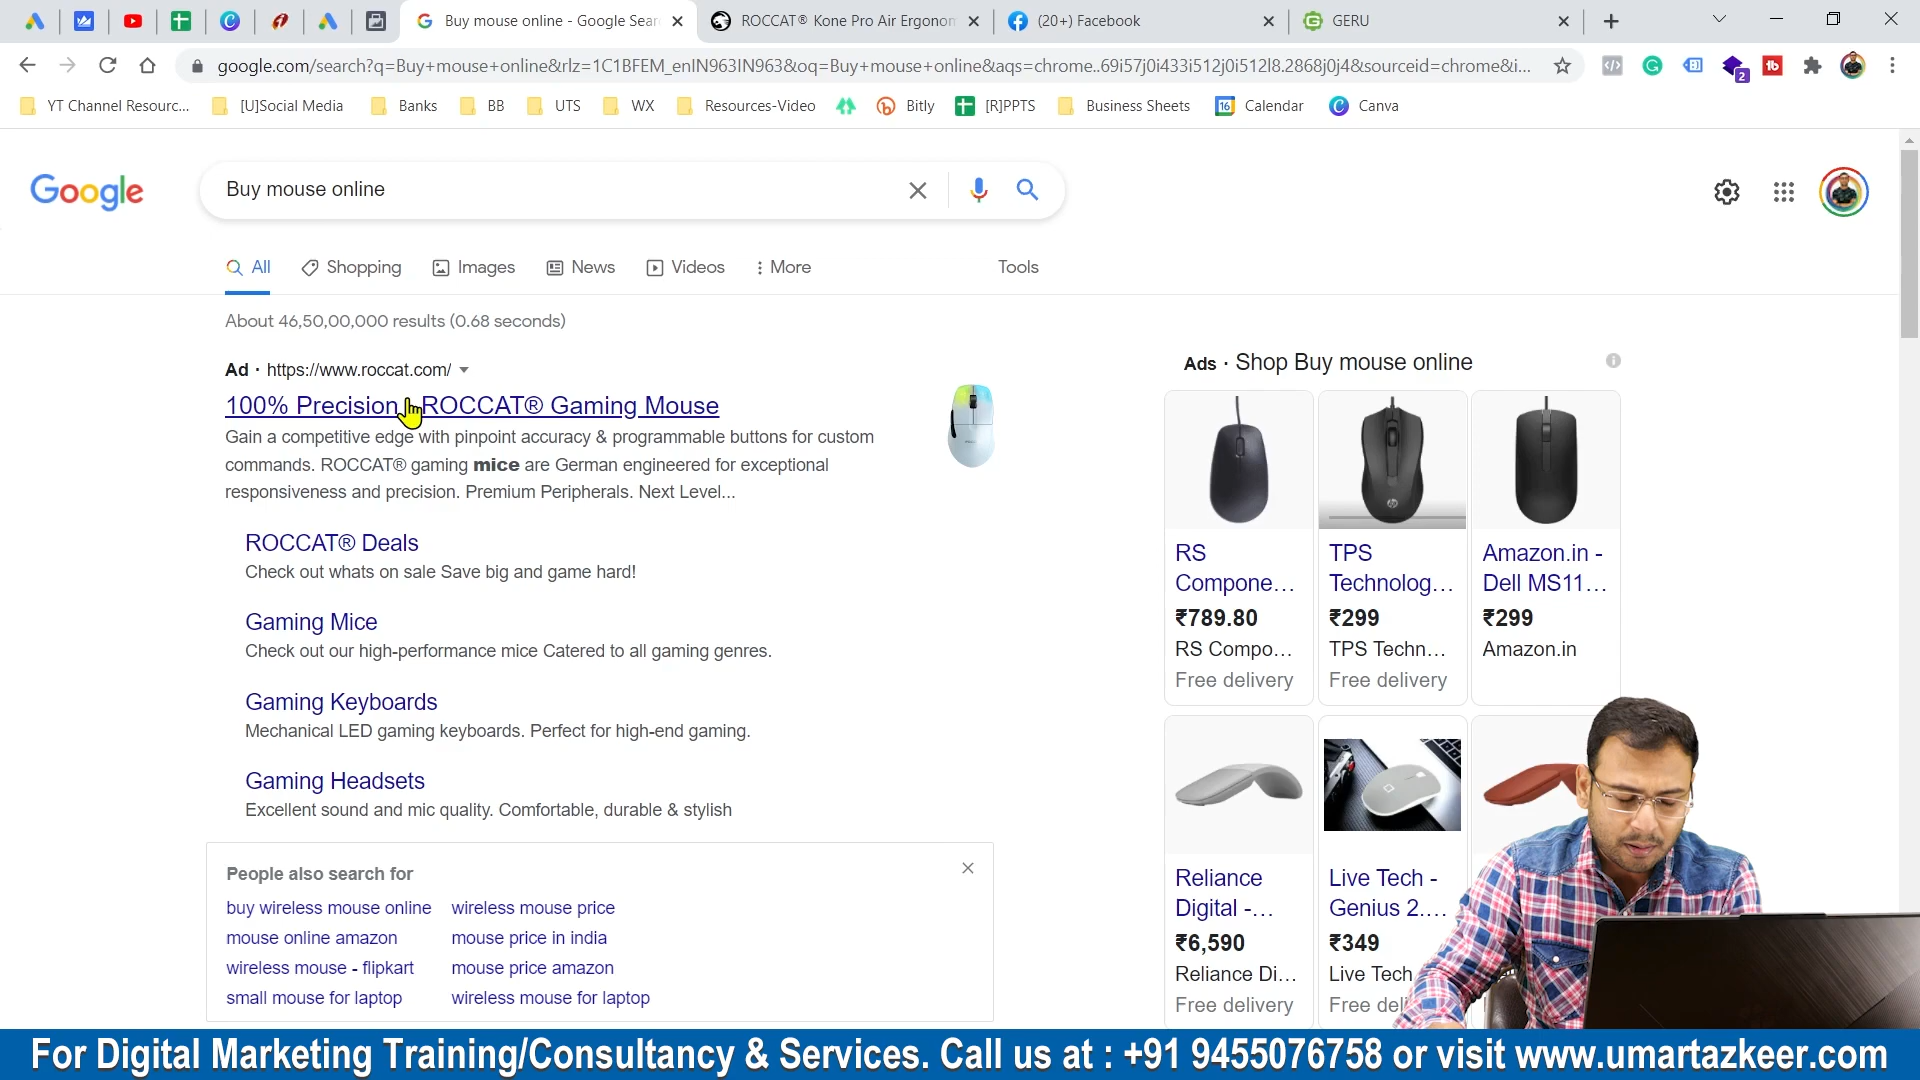 Buy mouse online - Google Sear
ROCCAT® Kone Pro Air Ergonom
(20+) Facebook
GERU
google.com/search?q=Buy+mouse+online&rlz=1C1BFEM_enIN963IN963&oq=Buy+mouse+online&aqs=chrome..69i57j0i433i512j0i512l8.2868j0j4&sourceid=chrome&i...
2
YT Channel Resourc...
[U]Social Media
Banks
BB
UTS
WX
Resources-Video
Bitly
[R]PPTS
Business Sheets
16
Calendar
Canva
Google
Buy mouse online
All
Shopping
Images
News
Videos
More
Tools
About 46,50,00,000 results (0.68 seconds)
Ad · https://www.roccat.com/
100% Precision ROCCAT® Gaming Mouse
Gain a competitive edge with pinpoint accuracy & programmable buttons for custom
commands. ROCCAT® gaming mice are German engineered for exceptional
responsiveness and precision. Premium Peripherals. Next Level...
ROCCAT® Deals
Check out whats on sale Save big and game hard!
Gaming Mice
Check out our high-performance mice Catered to all gaming genres.
Gaming Keyboards
Mechanical LED gaming keyboards. Perfect for high-end gaming.
Gaming Headsets
Excellent sound and mic quality. Comfortable, durable & stylish
People also search for
buy wireless mouse online
wireless mouse price
mouse online amazon
mouse price in india
wireless mouse - flipkart
mouse price amazon
small mouse for laptop
wireless mouse for laptop
Ads · Shop Buy mouse online
RS
Compone...
₹789.80
RS Compo...
Free delivery
TPS
Technolog...
₹299
TPS Techn...
Free delivery
Amazon.in -
Dell MS11...
₹299
Amazon.in
Reliance
Digital -...
₹6,590
Reliance Di...
Free delivery
Live Tech -
Genius 2....
₹349
Live Tech
Free deli
For Digital Marketing Training/Consultancy & Services. Call us at : +91 9455076758 or visit www.umartazkeer.com